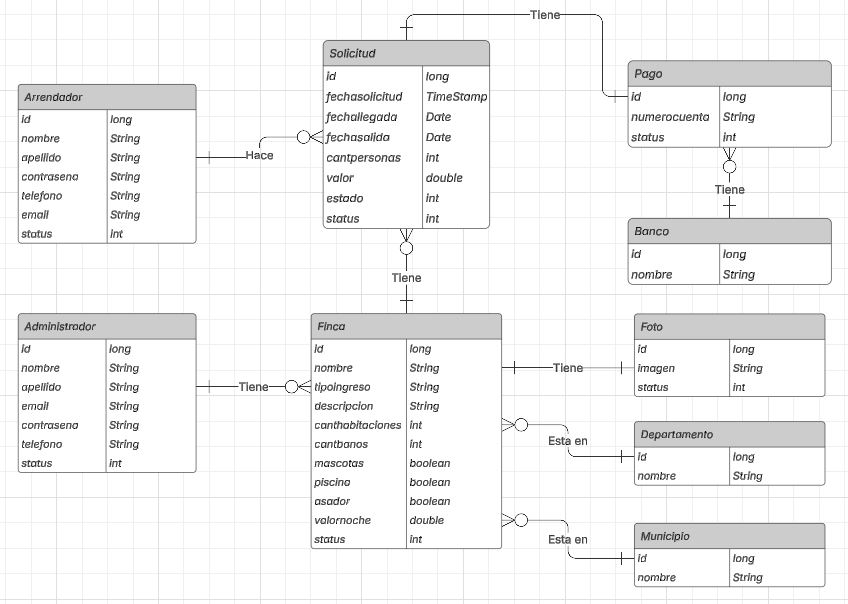 Tiene
Solicitud
id long
fechasolicitud TimeStamp
fechallegada Date
fechasalida Date
cantpersonas int
valor double
estado int
status int
Pago
id long
numerocuenta String
status int
Arrendador
id long
nombre String
apellido String
contrasena String
telefono String
email String
status int
Hace
Tiene
Banco
id long
nombre String
Tiene
Administrador
id long
nombre String
apellido String
email String
contrasena String
telefono String
status int
Tiene
Finca
id long
nombre String
tipoingreso String
descripcion String
canthabitaciones int
cantbanos int
mascotas boolean
piscina boolean
asador boolean
valornoche double
status int
Tiene
Foto
id long
imagen String
status int
Esta en
Departamento
id long
nombre String
Esta en
Municipio
id long
nombre String